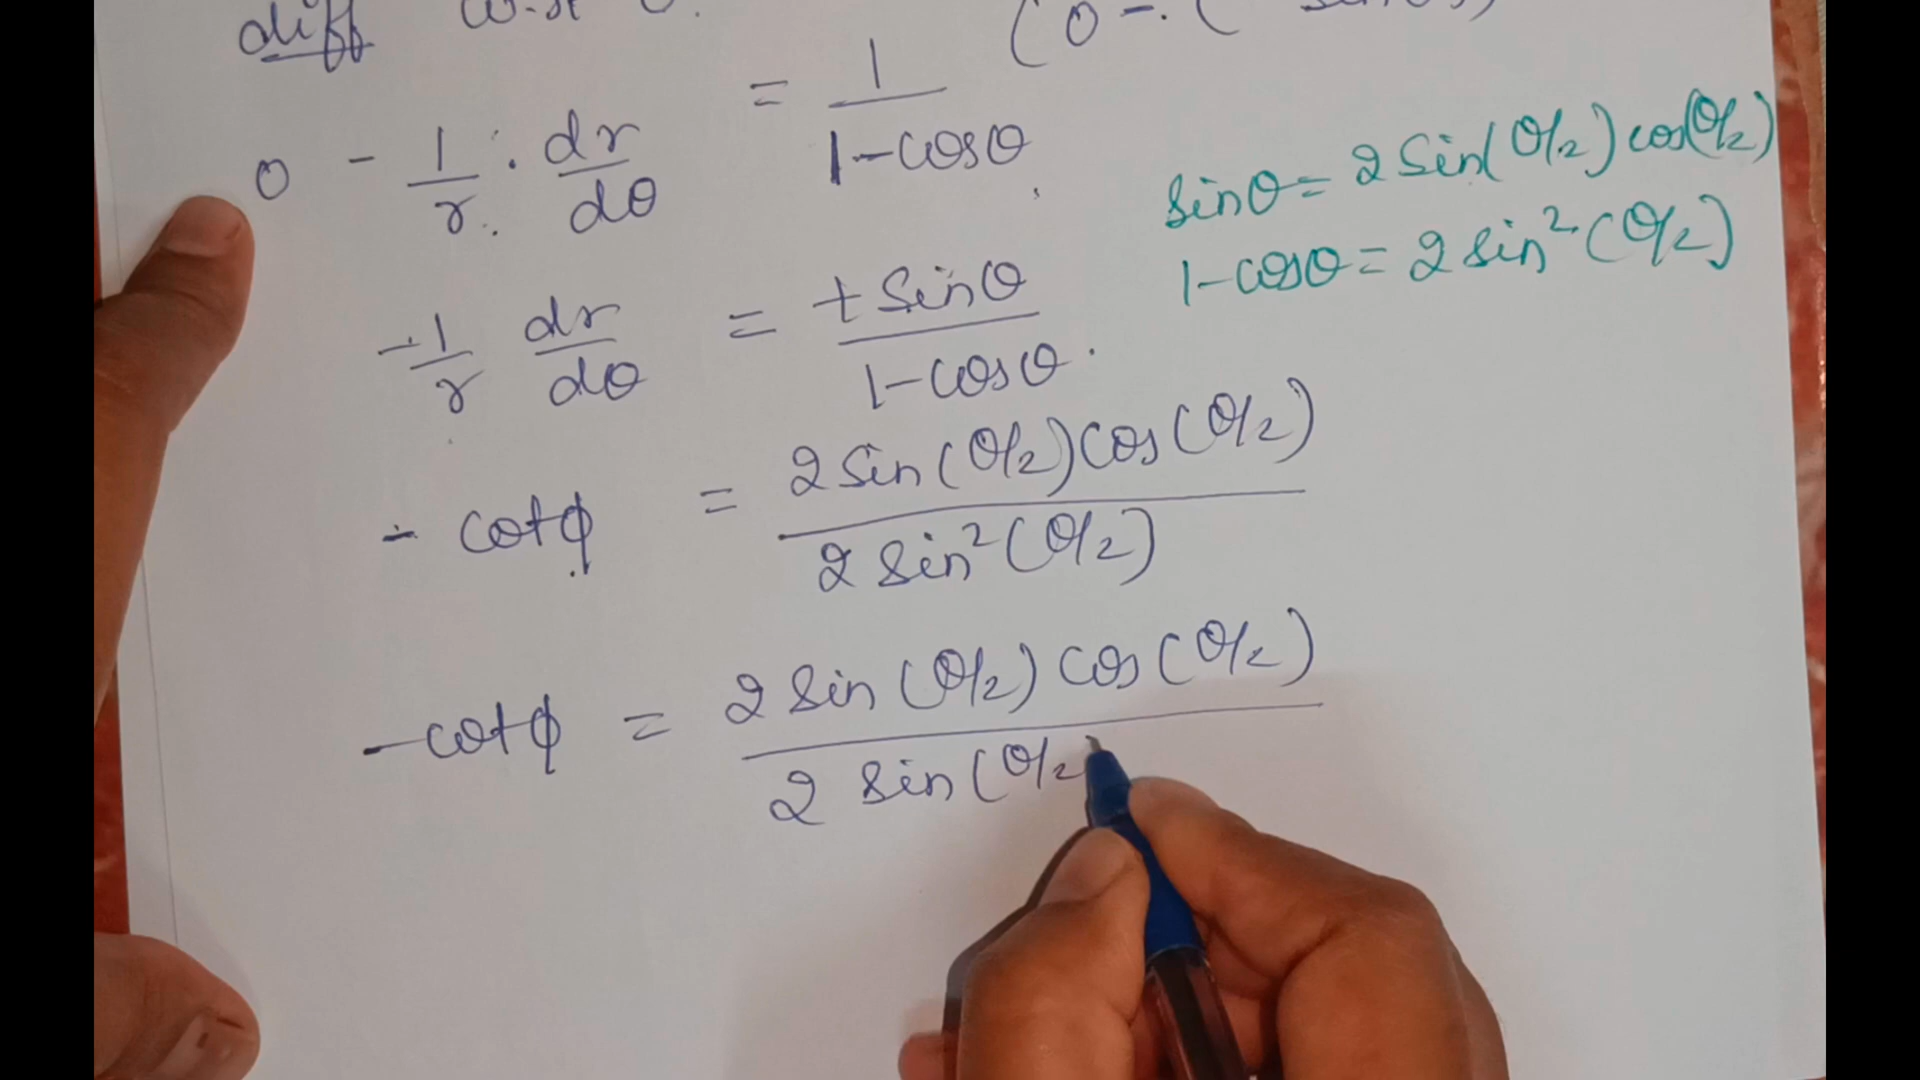 diff w.r.t θ.
= 1/(1-cosθ) (0-(-sinθ))
0 - 1/r · dr/dθ
sinθ = 2 Sin(θ/2) cos(θ/2)
1-cosθ = 2 sin²(θ/2)
-1/r dr/dθ = + Sinθ / 1-cosθ
- cotϕ = 2 Sin(θ/2) Cos(θ/2) / 2 Sin²(θ/2)
- cotϕ = 2 Sin(θ/2) Cos(θ/2) / 2 Sin(θ/2